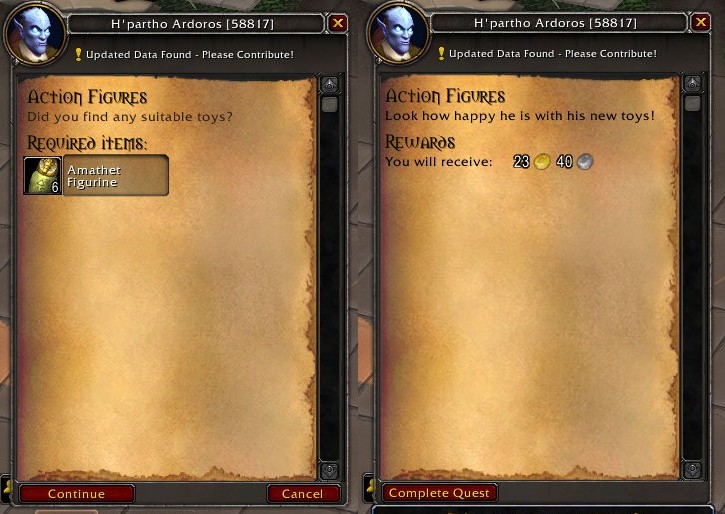 H'partho Ardoros [58817]
Updated Data Found - Please Contribute!
Action Figures
Did you find any suitable toys?
Required items:
6
Amathet
Figurine
Continue
Cancel
H'partho Ardoros [58817]
Updated Data Found - Please Contribute!
Action Figures
Look how happy he is with his new toys!
Rewards
You will receive: 23 40
Complete Quest